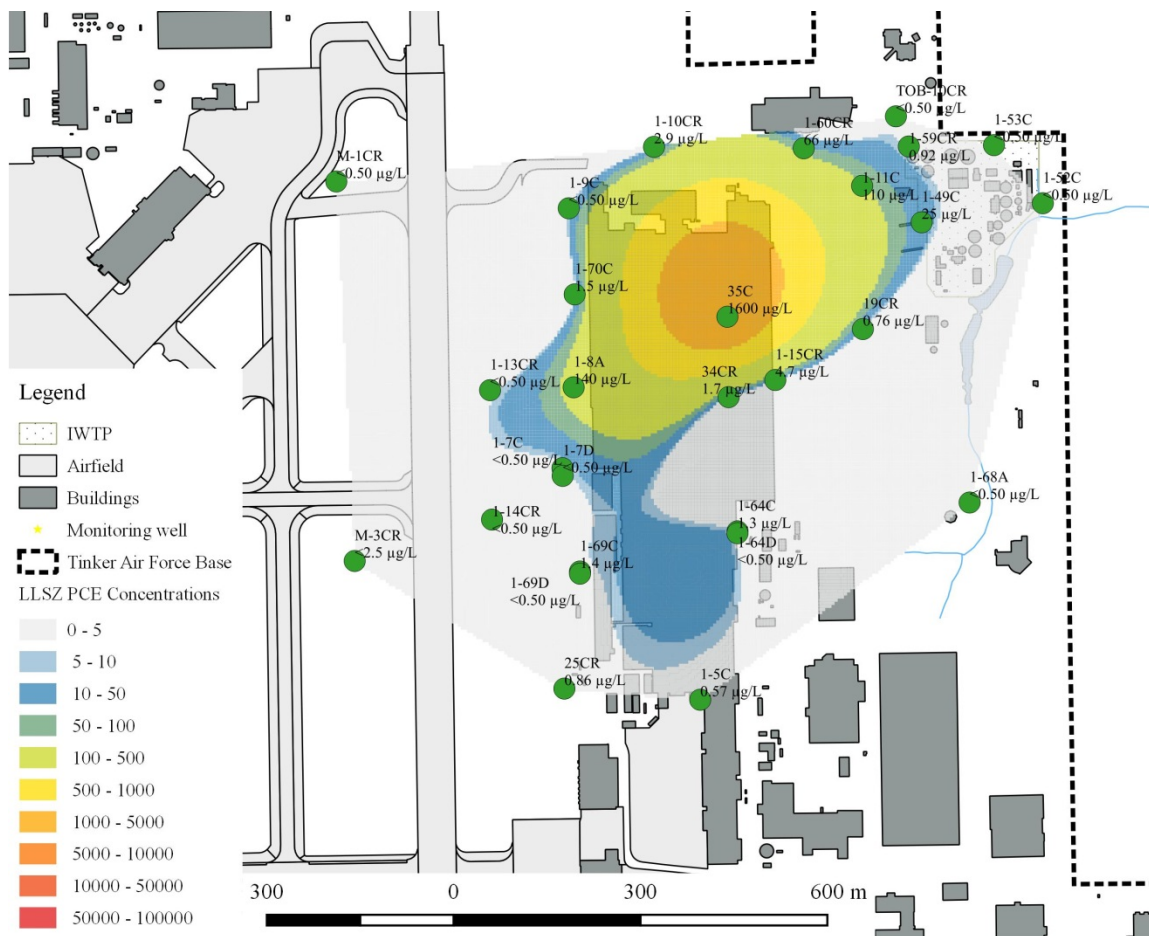 TOB-10CR
<0.50 µg/L
1-53C
<0.50 µg/L
1-10CR
2.9 µg/L
1-60CR
66 µg/L
1-59CR
0.92 µg/L
M-1CR
<0.50 µg/L
1-9C
<0.50 µg/L
1-11C
110 µg/L
1-52C
<0.50 µg/L
1-49C
25 µg/L
1-70C
1.5 µg/L
35C
1600 µg/L
19CR
0.76 µg/L
1-13CR
<0.50 µg/L
1-8A
140 µg/L
34CR
1.7 µg/L
1-15CR
4.7 µg/L
1-7C
<0.50 µg/L
1-7D
<0.50 µg/L
1-68A
<0.50 µg/L
1-14CR
<0.50 µg/L
1-64C
1.3 µg/L
1-64D
<0.50 µg/L
M-3CR
<2.5 µg/L
1-69C
1.4 µg/L
1-69D
<0.50 µg/L
25CR
0.86 µg/L
1-5C
0.57 µg/L
Legend
IWTP
Airfield
Buildings
Monitoring well
Tinker Air Force Base
LLSZ PCE Concentrations
0 - 5
5 - 10
10 - 50
50 - 100
100 - 500
500 - 1000
1000 - 5000
5000 - 10000
10000 - 50000
50000 - 100000
300 0 300 600 m